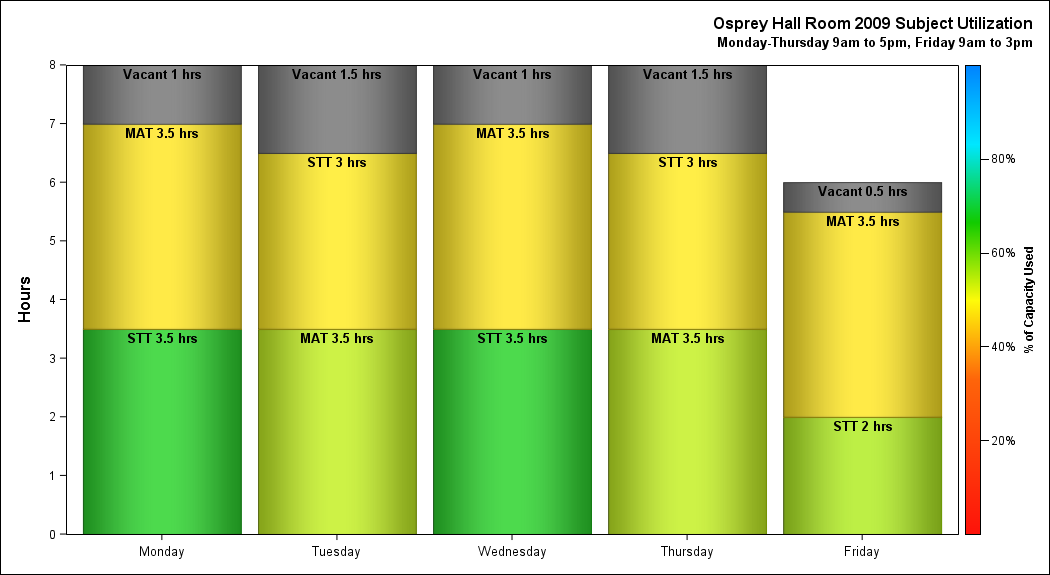 Osprey Hall Room 2009 Subject Utilization
Monday-Thursday 9am to 5pm, Friday 9am to 3pm
Hours
8
7
6
5
4
3
2
1
0
Vacant 1 hrs
MAT 3.5 hrs
STT 3.5 hrs
Vacant 1.5 hrs
STT 3 hrs
MAT 3.5 hrs
Vacant 1 hrs
MAT 3.5 hrs
STT 3.5 hrs
Vacant 1.5 hrs
STT 3 hrs
MAT 3.5 hrs
Vacant 0.5 hrs
MAT 3.5 hrs
STT 2 hrs
Monday
Tuesday
Wednesday
Thursday
Friday
80%
60%
40%
20%
% of Capacity Used